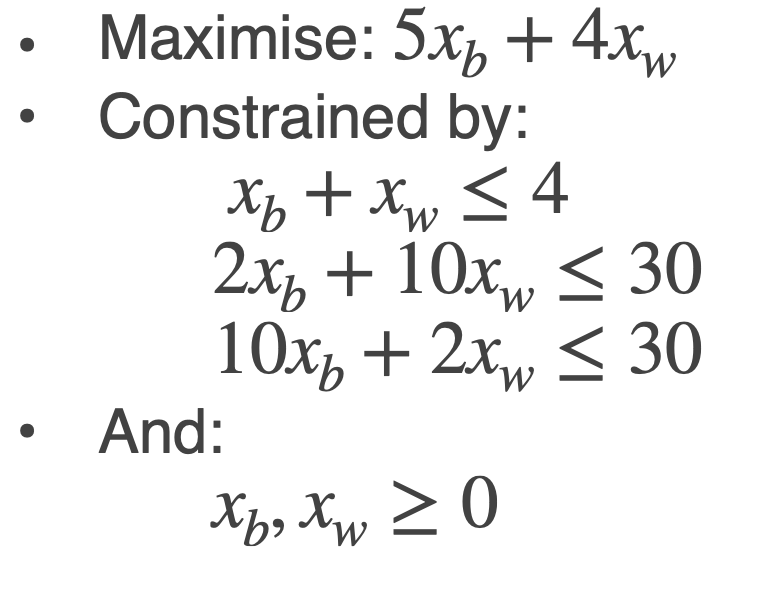 • Maximise: 5x_b + 4x_w
• Constrained by:
x_b + x_w ≤ 4
2x_b + 10x_w ≤ 30
10x_b + 2x_w ≤ 30
• And:
x_b, x_w ≥ 0